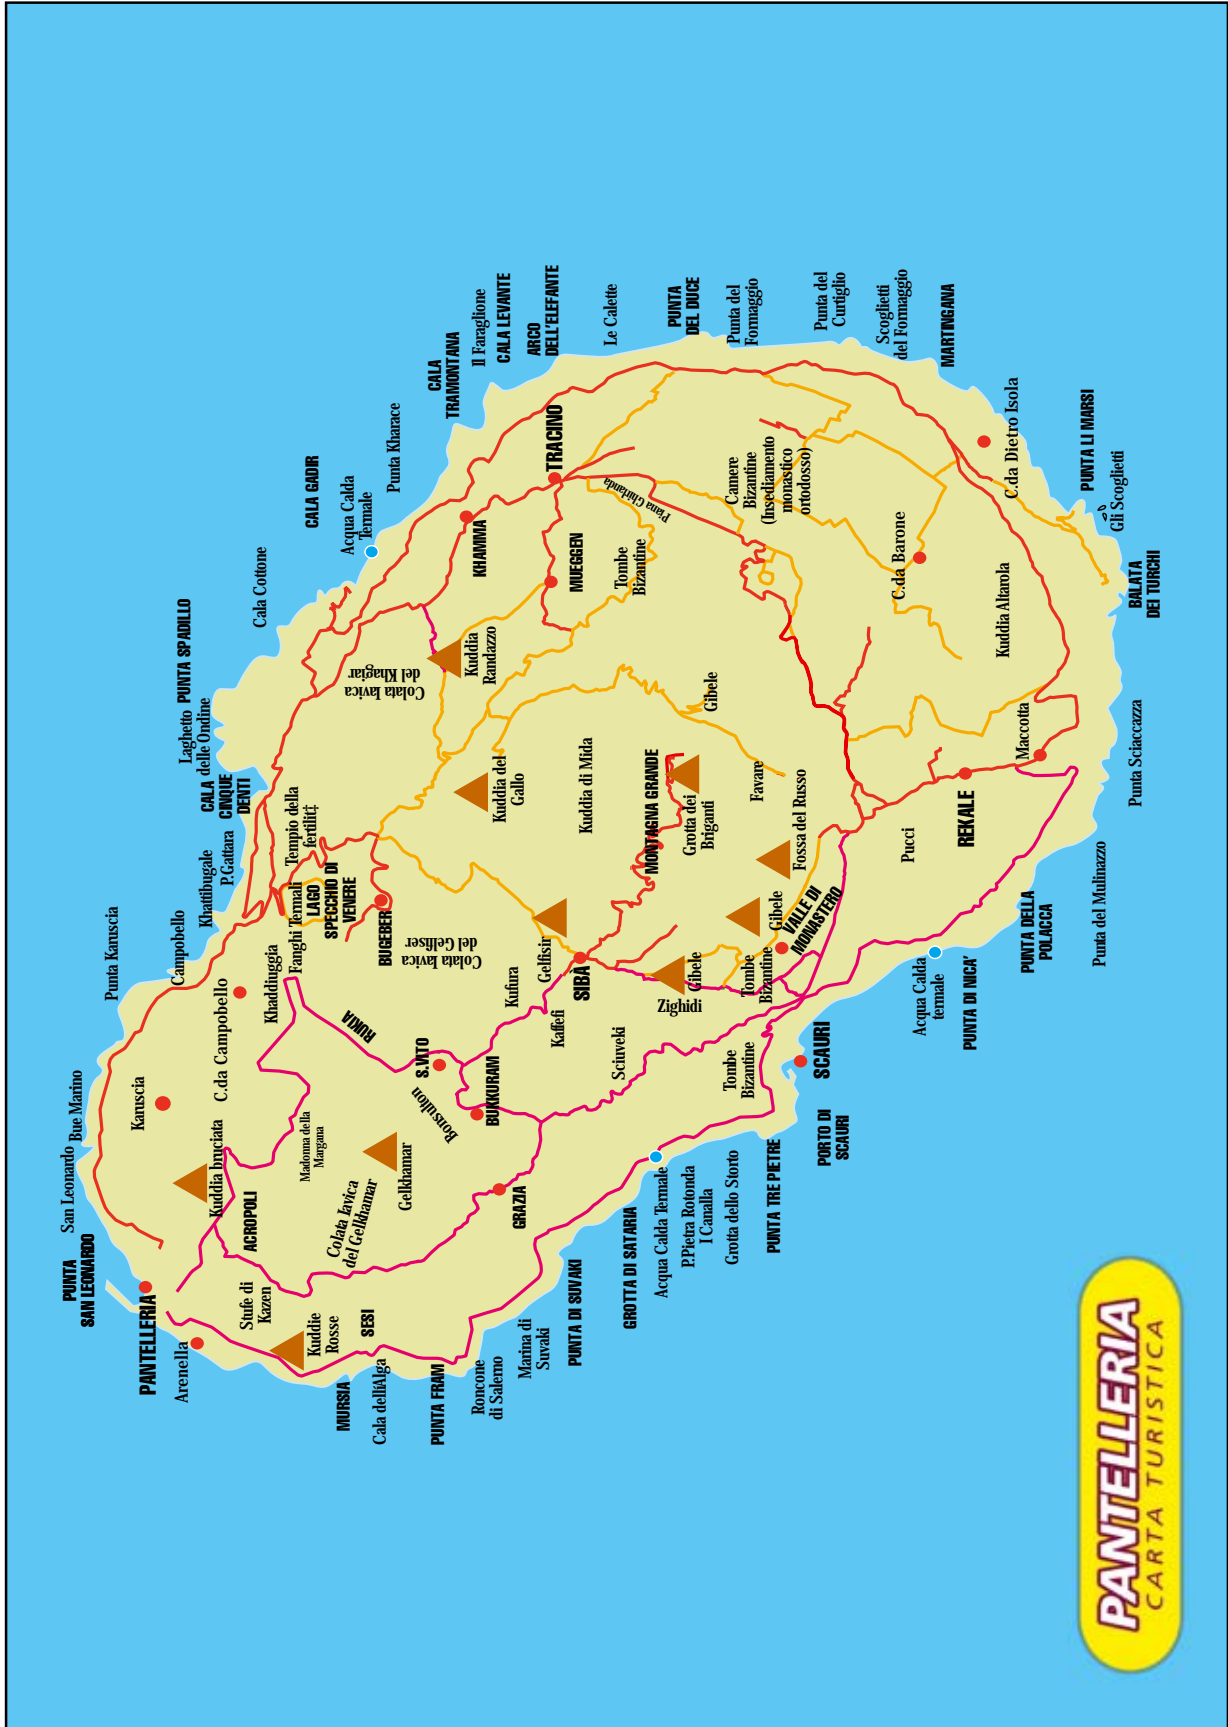 PUNTA
SAN LEONARDO
San Leonardo
Bue Marino
Punta Karuscia
Campobello
Khattibugale
P.Gattara
CALA
CINQUE
DENTI
Laghetto
delle Ondine
PUNTA SPADILLO
Cala Cottone
CALA GADIR
Acqua Calda
Termale
Punta Kharace
CALA
TRAMONTANA
Il Faraglione
CALA LEVANTE
ARCO
DELL'ELEFANTE
Le Calette
PUNTA
DEL DUCE
Punta del
Formaggio
Punta del
Curtiglio
Scoglietti
del Formaggio
MARTINGANA
C.da Dietro Isola
PUNTA LI MARSI
Gli Scoglietti
BALATA
DEI TURCHI
Punta Sciaccazza
Punta del Mulinazzo
PUNTA DELLA
POLACCA
PUNTA DI NICA'
Acqua Calda
termale
SCAURI
PORTO DI
SCAURI
PUNTA TRE PIETRE
Grotta dello Storto
I Canalla
P.Pietra Rotonda
Acqua Calda Termale
GROTTA DI SATARIA
PUNTA DI SUVAKI
Marina di
Suvaki
Roncone
di Salerno
PUNTA FRAM
Cala dellíAlga
MURSIA
Arenella
PANTELLERIA
Stufe di
Kazen
Kuddie
Rosse
SESI
ACROPOLI
Kuddia bruciata
Karuscia
C.da Campobello
Khaddiuggia
Fanghi Termali
LAGO
SPECCHIO DI
VENERE
Tempio della
fertilit‡
BUGEBER
Madonna della
Margana
Colata lavica
del Gelkhamar
Gelkhamar
RUKIA
S.VITO
Bonsulton
BUKKURAM
GRAZIA
Colata lavica
del Gelfiser
Kufura
Gelfisir
SIBÀ
Kaffefi
Sciuveki
Zighidi
Gibele
Tombe
Bizantine
Tombe
Bizantine
Gibele
VALLE DI
MONASTERO
Fossa del Russo
Favare
Grotta dei
Briganti
MONTAGNA GRANDE
Kuddia di Mida
Kuddia del
Gallo
Gibele
Colata lavica
del Khagiar
Kuddia
Randazzo
KHAMMA
MUEGGEN
TRACINO
Tombe
Bizantine
Piana Ghirlanda
Camere
Bizantine
(Insediamento
monastico
ortodosso)
C.da Barone
Kuddia Altarola
Maccotta
REKALE
Pucci
PANTELLERIA
CARTA TURISTICA